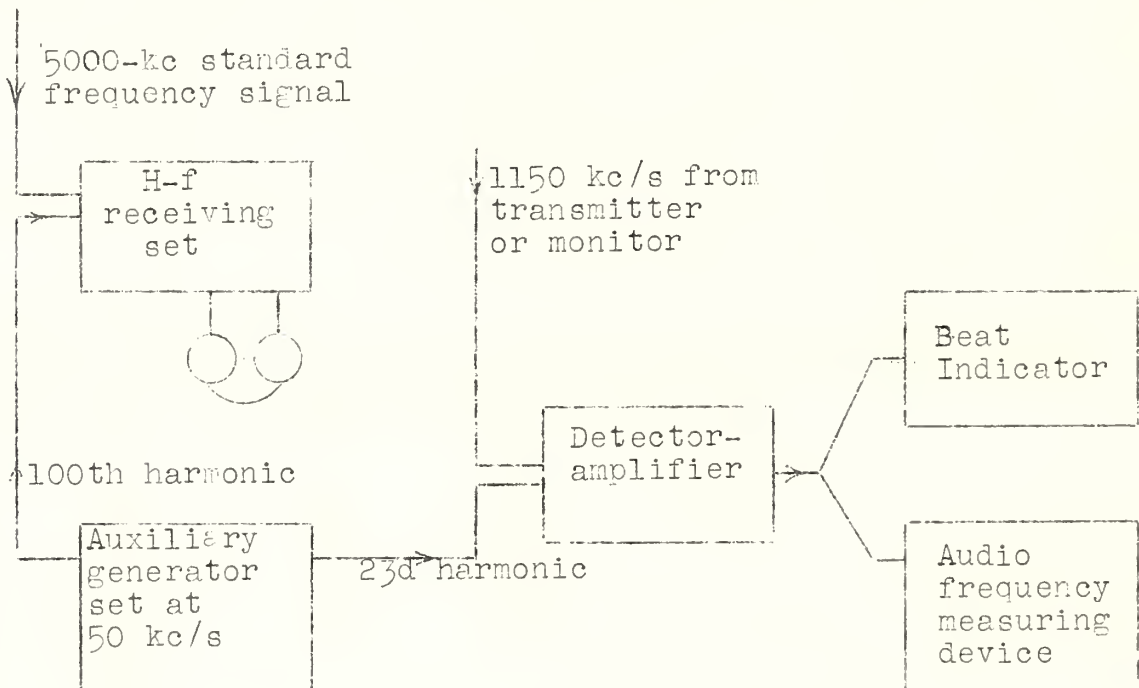 5000-kc standard
frequency signal
H-f
receiving
set
1150 kc/s from
transmitter
or monitor
Beat
Indicator
Detector-
amplifier
100th harmonic
Auxiliary
generator
set at
50 kc/s
23d harmonic
Audio
frequency
measuring
device